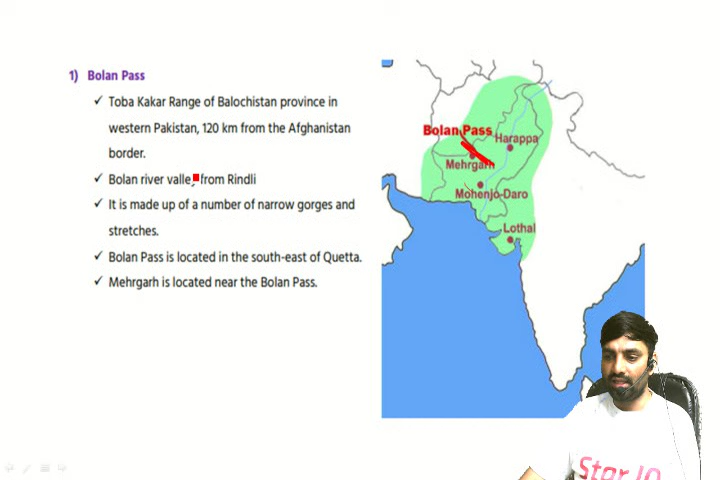 1) Bolan Pass
✓ Toba Kakar Range of Balochistan province in
western Pakistan, 120 km from the Afghanistan
border.
✓ Bolan river valley from Rindli
✓ It is made up of a number of narrow gorges and
stretches.
✓ Bolan Pass is located in the south-east of Quetta.
✓ Mehrgarh is located near the Bolan Pass.
Bolan Pass
Harappa
Mehrgarh
Mohenjo-Daro
Lothal
Star